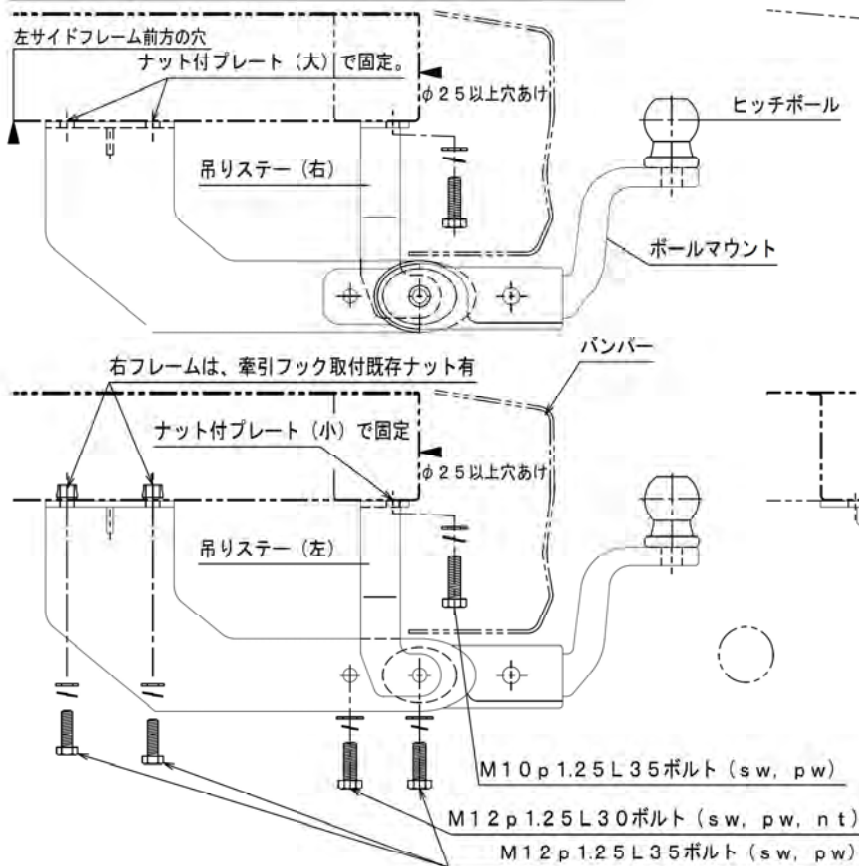 左サイドフレーム前方の穴
ナット付プレート（大）で固定。
φ２５以上穴あけ
ヒッチボール
吊りステー（右）
ボールマウント
バンパー
右フレームは、牽引フック取付既存ナット有
ナット付プレート（小）で固定
φ２５以上穴あけ
吊りステー（左）
Ｍ１０ｐ1.25Ｌ３５ボルト（ｓｗ，ｐｗ）
Ｍ１２ｐ1.25Ｌ３０ボルト（ｓｗ，ｐｗ，ｎｔ）
Ｍ１２ｐ1.25Ｌ３５ボルト（ｓｗ，ｐｗ）